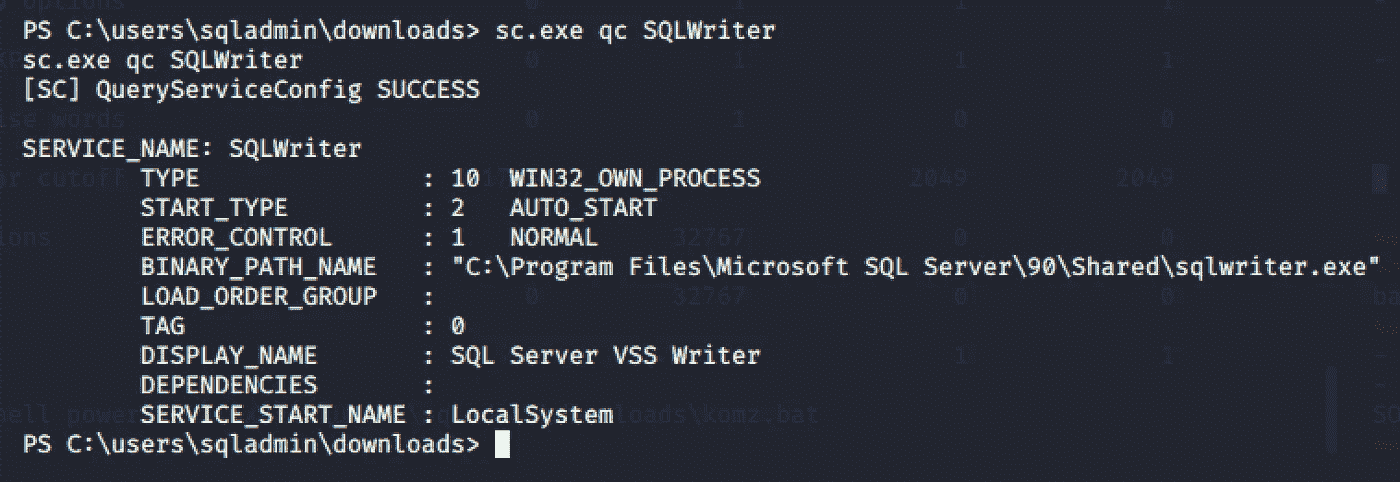 PS C:\users\sqladmin\downloads> sc.exe qc SQLWriter
sc.exe qc SQLWriter
[SC] QueryServiceConfig SUCCESS
SERVICE_NAME: SQLWriter
TYPE : 10 WIN32_OWN_PROCESS
START_TYPE : 2 AUTO_START
ERROR_CONTROL : 1 NORMAL
BINARY_PATH_NAME : "C:\Program Files\Microsoft SQL Server\90\Shared\sqlwriter.exe"
LOAD_ORDER_GROUP :
TAG : 0
DISPLAY_NAME : SQL Server VSS Writer
DEPENDENCIES :
SERVICE_START_NAME : LocalSystem
PS C:\users\sqladmin\downloads>